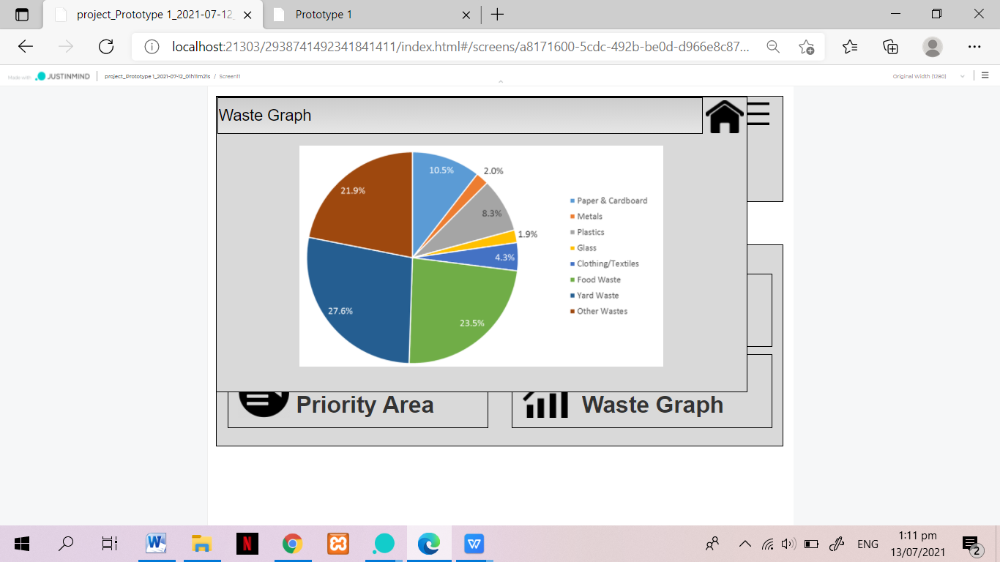 project_Prototype 1_2021-07-12_
Prototype 1
localhost:21303/2938741492341841411/index.html#/screens/a8171600-5cdc-492b-be0d-d966e8c87...
Made with JUSTINMIND project_Prototype 1_2021-07-12_01h11m21s / Screen11
Original Width (1280)
Waste Graph
10.5%
2.0%
21.9%
8.3%
1.9%
4.3%
27.6%
23.5%
Paper & Cardboard
Metals
Plastics
Glass
Clothing/Textiles
Food Waste
Yard Waste
Other Wastes
Priority Area
Waste Graph
W
N
W
ENG
1:11 pm
13/07/2021
2